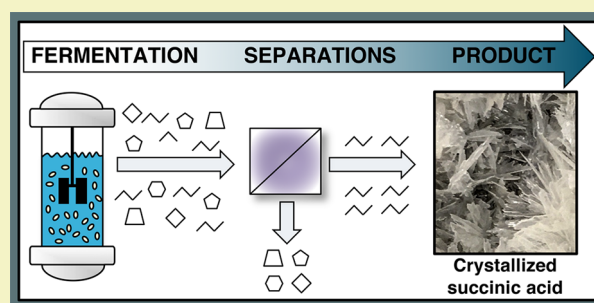 FERMENTATION SEPARATIONS PRODUCT
Crystallized
succinic acid